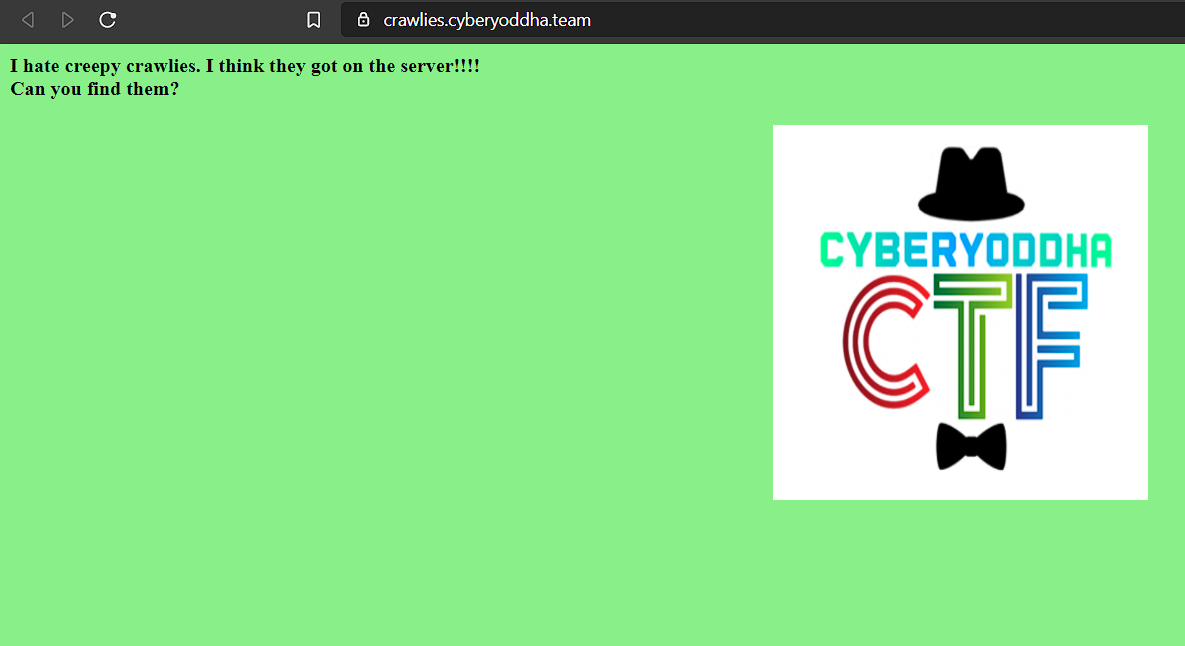 crawlies.cyberyoddha.team
I hate creepy crawlies. I think they got on the server!!!!
Can you find them?
CYBERYODDHA
CTF